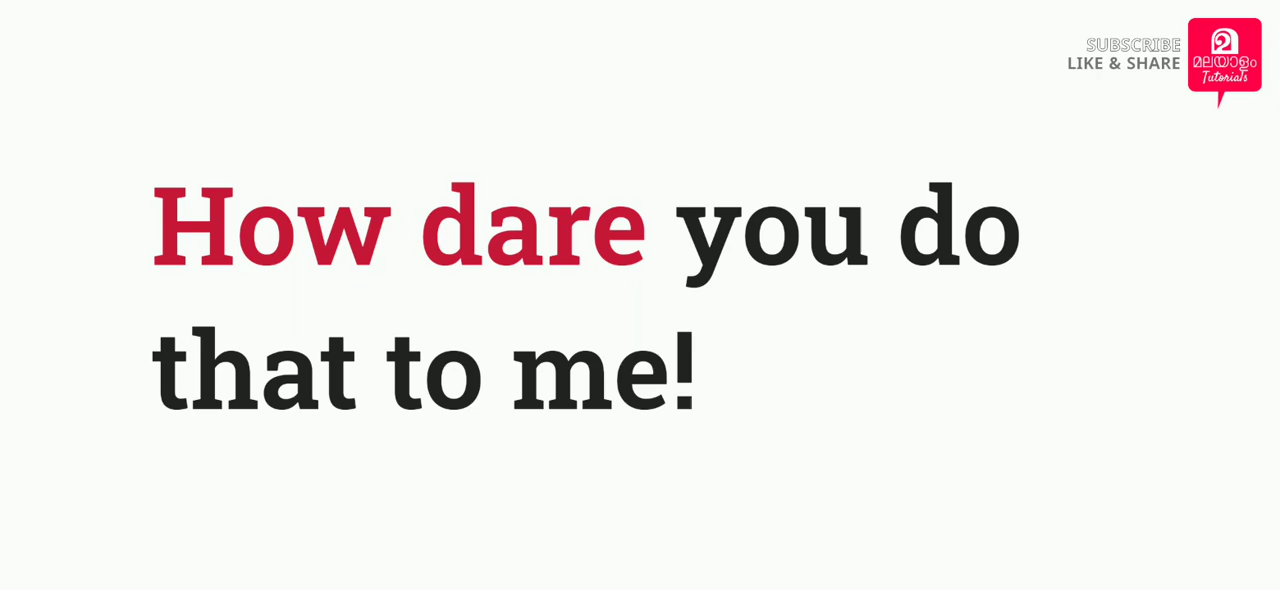 SUBSCRIBE
LIKE & SHARE
മലയാളം
Tutorials
How dare you do
that to me!